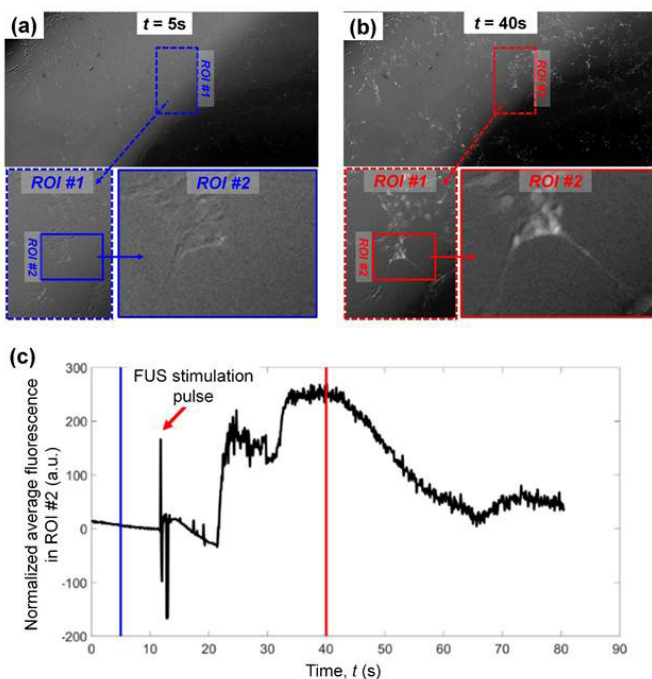 (a)
t = 5s
ROI #1
ROI #1
ROI #2
ROI #2
(b)
t = 40s
ROI #1
ROI #1
ROI #2
ROI #2
(c)
FUS stimulation
pulse
Normalized average fluorescence
in ROI #2 (a.u.)
300
200
100
0
-100
-200
0
10
20
30
40
50
60
70
80
90
Time, t (s)